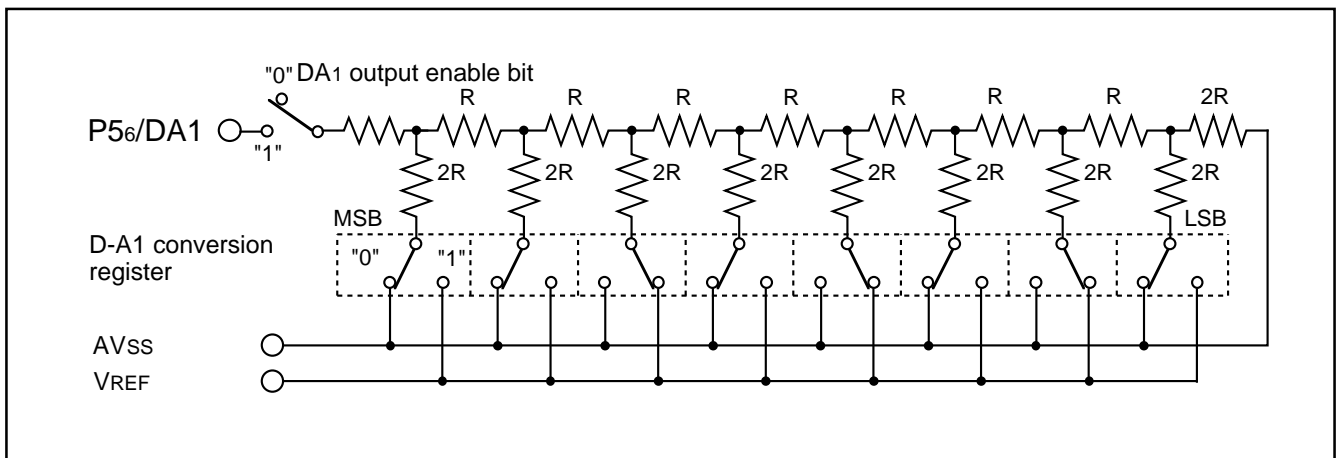 "0" DA1 output enable bit
R R R R R R R 2R
P56/DA1
"1"
2R 2R 2R 2R 2R 2R 2R 2R
MSB LSB
D-A1 conversion
register
"0" "1"
AVSS
VREF